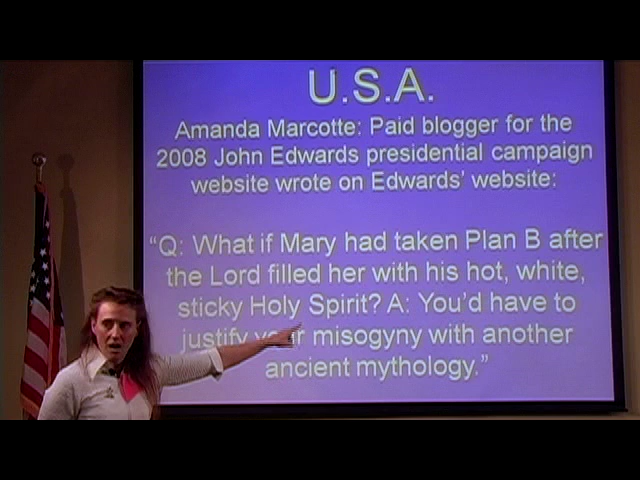 U.S.A.
Amanda Marcotte: Paid blogger for the
2008 John Edwards presidential campaign
website wrote on Edwards' website:
“Q: What if Mary had taken Plan B after
the Lord filled her with his hot, white,
sticky Holy Spirit? A: You'd have to
justify your misogyny with another
ancient mythology.”